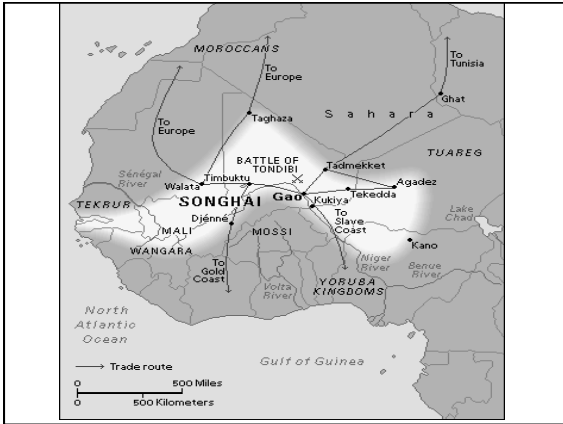 MOROCCANS
To
Europe
To
Tunisia
To
Europe
Ghat
Taghaza
Sahara
TUAREG
BATTLE OF
TONDIBI
Tadmekket
Sénégal
River
Timbuktu
Walata
Agadez
Tekedda
TEKRUR
SONGHAI
Gao
Kukiya
Lake
Chad
Djénné
To
Slave
Coast
MALI
MOSSI
WANGARA
Kano
To
Gold
Coast
Niger
River
Benue
River
Volta
River
YORUBA
KINGDOMS
North
Atlantic
Ocean
Gulf of Guinea
Trade route
0
500 Miles
0
500 Kilometers